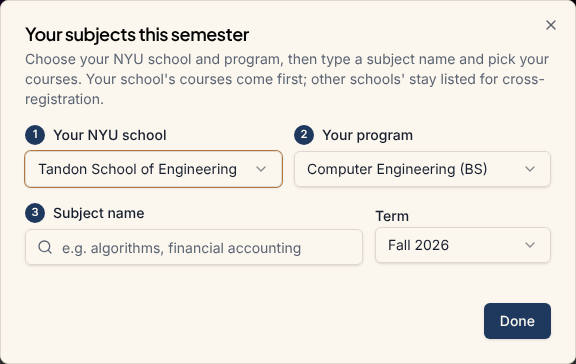 Your subjects this semester
Choose your NYU school and program, then type a subject name and pick your
courses. Your school's courses come first; other schools' stay listed for cross-
registration.
1 Your NYU school
2 Your program
Tandon School of Engineering
Computer Engineering (BS)
3 Subject name
Term
e.g. algorithms, financial accounting
Fall 2026
Done